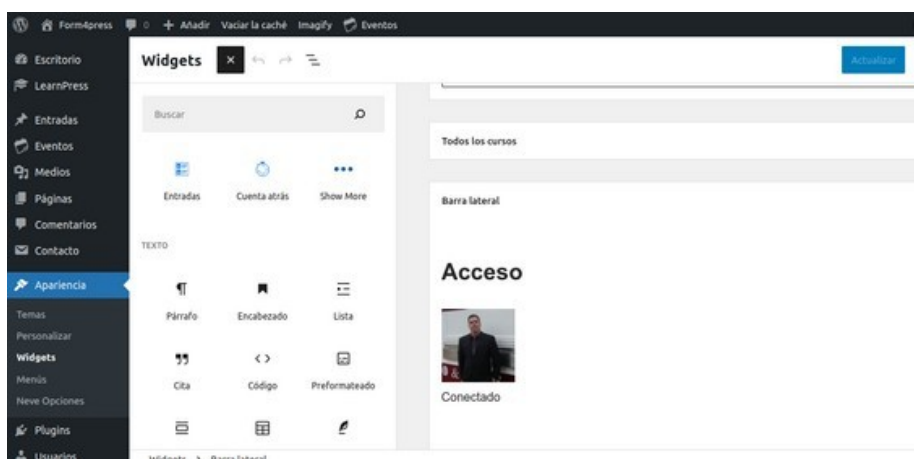 Form4press 0 + Añadir Vaciar la caché Imagify Eventos
Escritorio
LearnPress
Entradas
Eventos
Medios
Páginas
Comentarios
Contacto
Apariencia
Temas
Personalizar
Widgets
Menús
Neve Opciones
Plugins
Usuarios
Widgets
Actualizar
Buscar
Entradas Cuenta atrás Show More
TEXTO
Párrafo Encabezado Lista
Cita Código Preformateado
Todos los cursos
Barra lateral
Acceso
Conectado
Widgets > Barra lateral